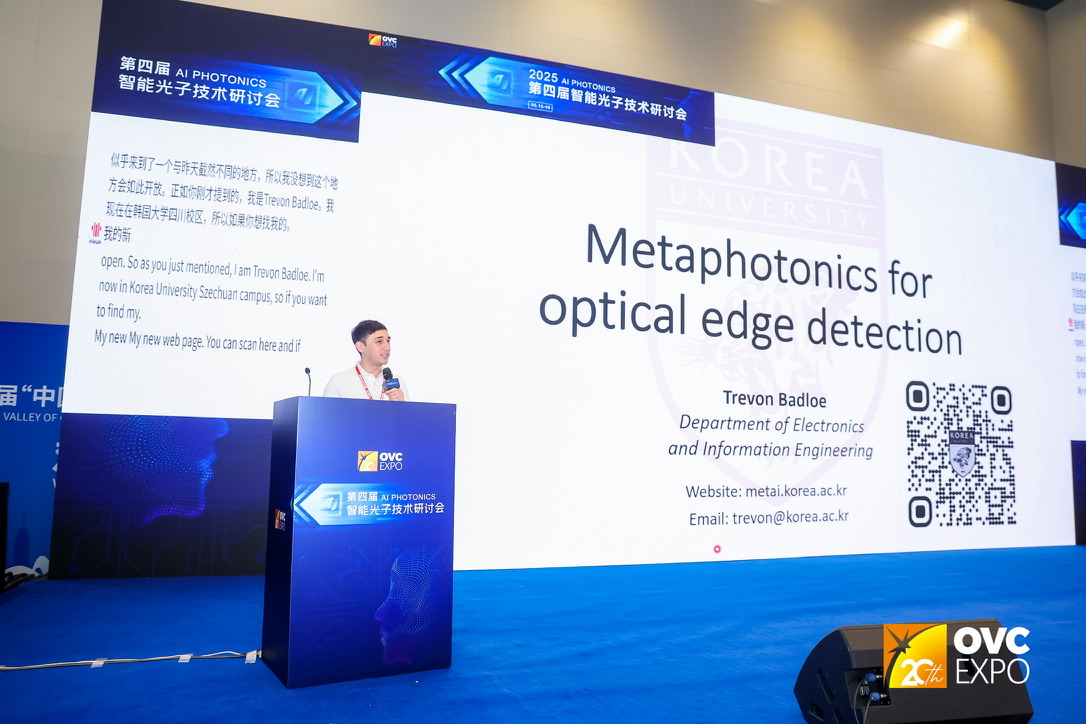 第四届 AI PHOTONICS
智能光子技术研讨会
OVC
EXPO
2025 AI PHOTONICS
第四届智能光子技术研讨会
似乎来到了一个与昨天截然不同的地方，所以我没想到这个地
方会如此开放。正如你刚才提到的，我是Trevon Badloe。我
现在在韩国大学四川校区，所以如果你想找我的。
我的新
open. So as you just mentioned, I am Trevon Badloe. I'm
now in Korea University Szechuan campus, so if you want
to find my.
My new My new web page. You can scan here and if
KOREA
UNIVERSITY
Metaphotonics for
optical edge detection
Trevon Badloe
Department of Electronics
and Information Engineering
Website: metai.korea.ac.kr
Email: trevon@korea.ac.kr
KOREA
届“中
VALLEY OF
20th
OVC
EXPO
第四届 AI PHOTONICS
智能光子技术研讨会
OVC
EXPO
20th
OVC
EXPO